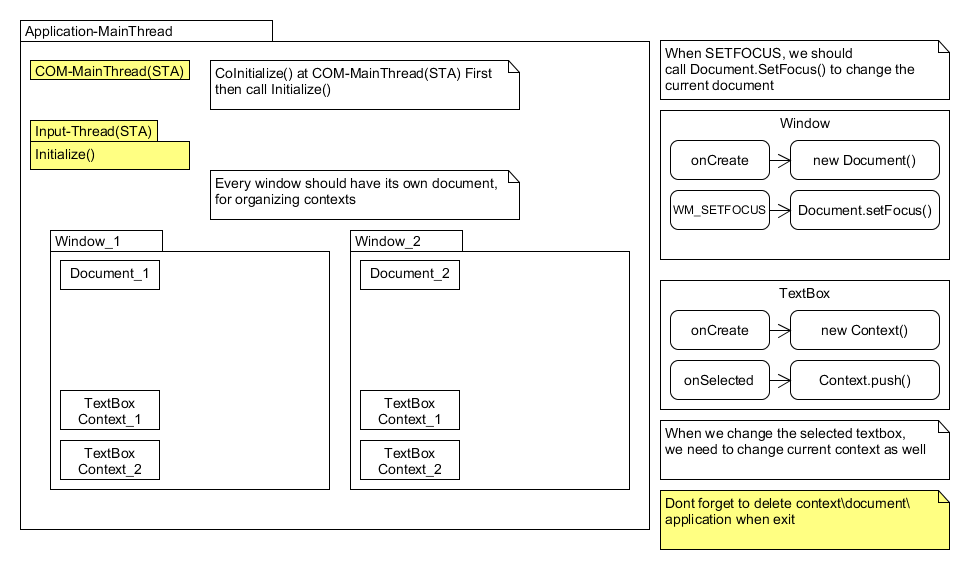 Application-MainThread
COM-MainThread(STA)
CoInitialize() at COM-MainThread(STA) First
then call Initialize()
Input-Thread(STA)
Initialize()
Every window should have its own document,
for organizing contexts
Window_1
Document_1
TextBox
Context_1
TextBox
Context_2
Window_2
Document_2
TextBox
Context_1
TextBox
Context_2
When SETFOCUS, we should
call Document.SetFocus() to change the
current document
Window
onCreate
new Document()
WM_SETFOCUS
Document.setFocus()
TextBox
onCreate
new Context()
onSelected
Context.push()
When we change the selected textbox,
we need to change current context as well
Dont forget to delete context\document\
application when exit